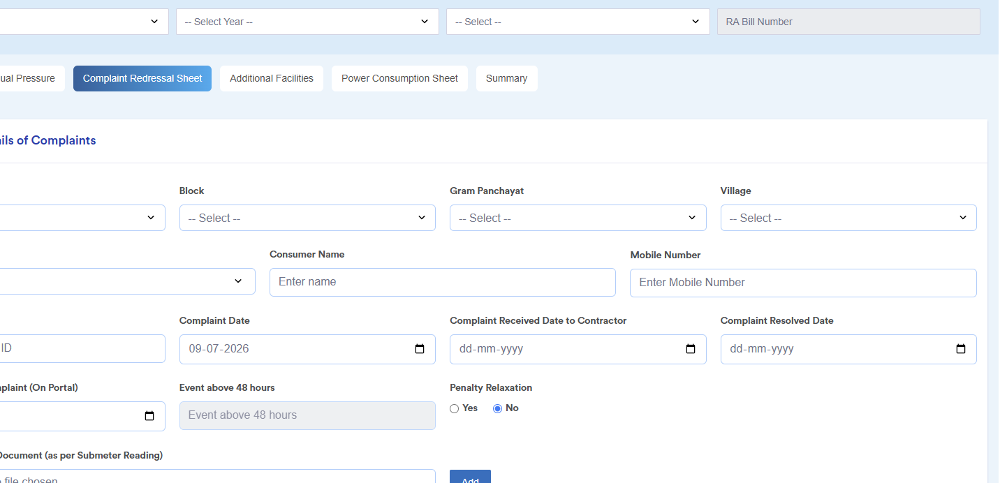 -- Select Year --
-- Select --
RA Bill Number
ual Pressure
Complaint Redressal Sheet
Additional Facilities
Power Consumption Sheet
Summary
ils of Complaints
Block
Gram Panchayat
Village
-- Select --
-- Select --
-- Select --
Consumer Name
Mobile Number
Enter name
Enter Mobile Number
Complaint Date
Complaint Received Date to Contractor
Complaint Resolved Date
ID
09-07-2026
dd-mm-yyyy
dd-mm-yyyy
plaint (On Portal)
Event above 48 hours
Penalty Relaxation
Event above 48 hours
Yes
No
Document (as per Submeter Reading)
file chosen
Add